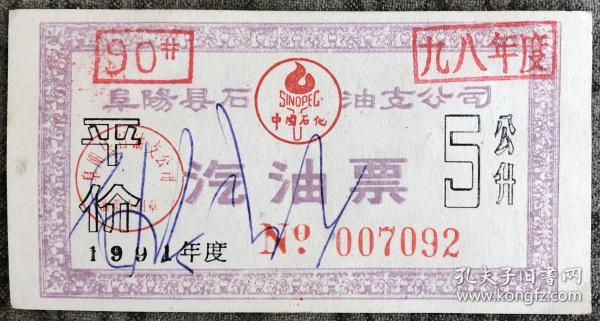 90#
九八年度
阜陽县石油支公司
SINOPEC
中国石化
平价
汽油票
5公升
1991年度
No 007092
孔夫子旧书网
www.kongfz.com